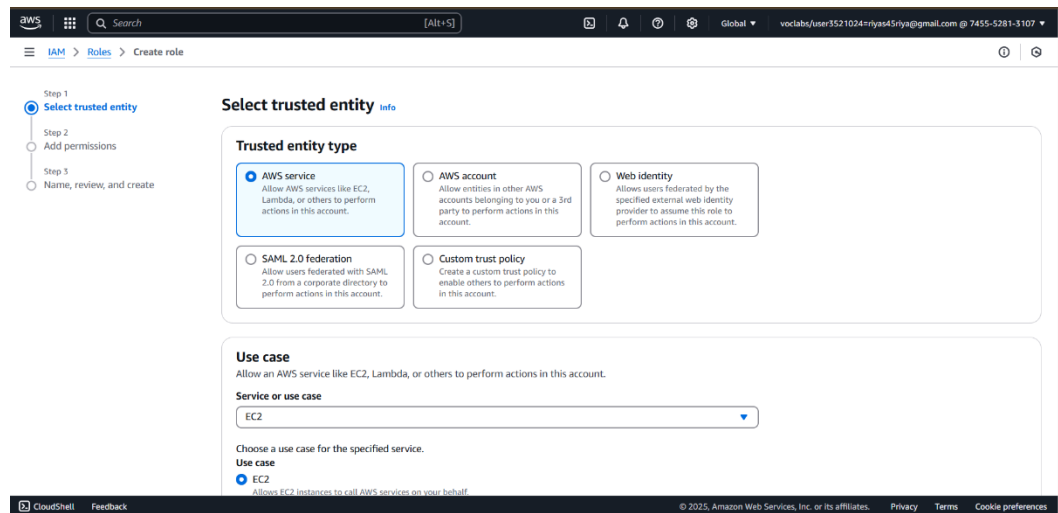 aws
Search
[Alt+S]
Global
voclabs/user3521024=riyas45riya@gmail.com @ 7455-5281-3107
IAM > Roles > Create role
Step 1
Select trusted entity
Step 2
Add permissions
Step 3
Name, review, and create
Select trusted entity Info
Trusted entity type
AWS service
Allow AWS services like EC2,
Lambda, or others to perform
actions in this account.
AWS account
Allow entities in other AWS
accounts belonging to you or a 3rd
party to perform actions in this
account.
Web identity
Allows users federated by the
specified external web identity
provider to assume this role to
perform actions in this account.
SAML 2.0 federation
Allow users federated with SAML
2.0 from a corporate directory to
perform actions in this account.
Custom trust policy
Create a custom trust policy to
enable others to perform actions
in this account.
Use case
Allow an AWS service like EC2, Lambda, or others to perform actions in this account.
Service or use case
EC2
Choose a use case for the specified service.
Use case
EC2
Allows EC2 instances to call AWS services on your behalf.
CloudShell Feedback
© 2025, Amazon Web Services, Inc. or its affiliates. Privacy Terms Cookie preferences